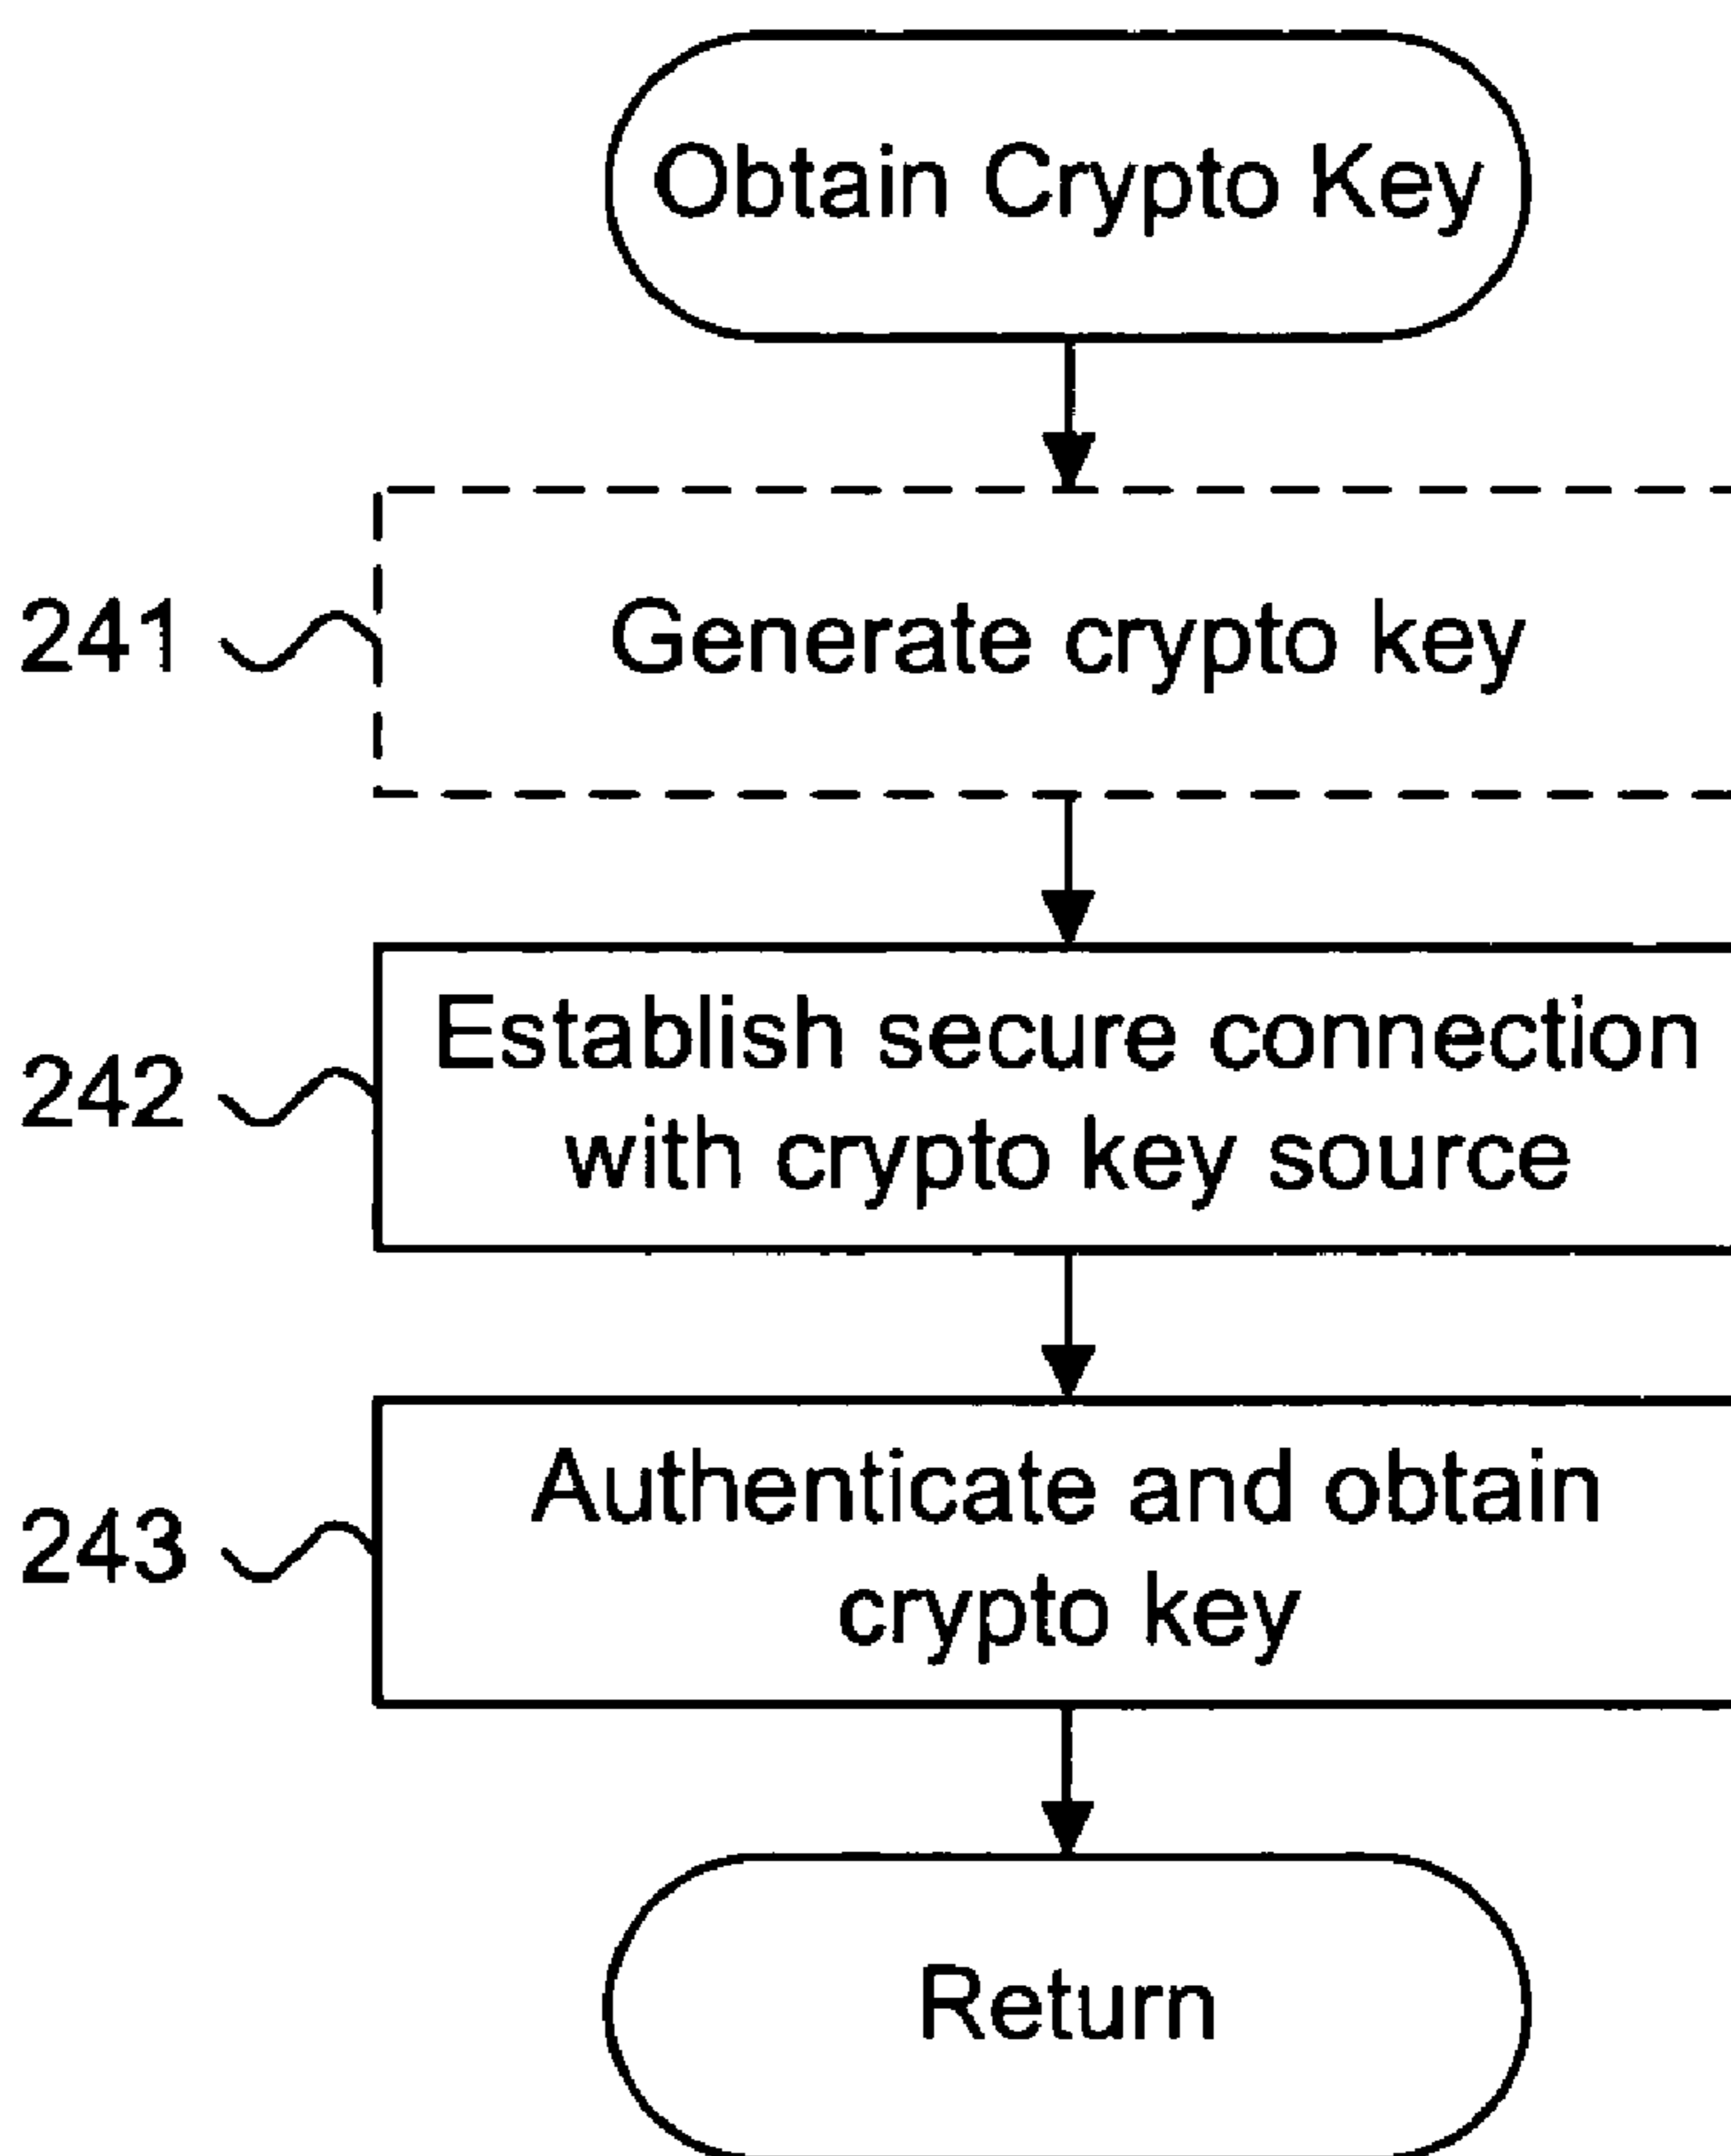 Obtain Crypto Key
241
Generate crypto key
242
Establish secure connection
with crypto key source
243
Authenticate and obtain
crypto key
Return